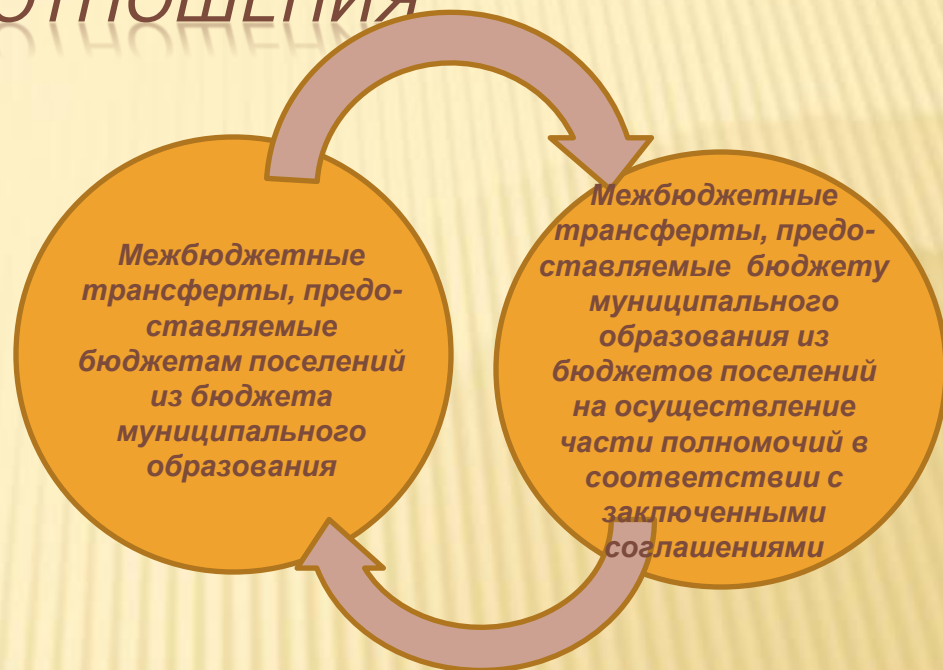 ОТНОШЕНИЯ
Межбюджетные
трансферты, предо-
ставляемые
бюджетам поселений
из бюджета
муниципального
образования
Межбюджетные
трансферты, предо-
ставляемые бюджету
муниципального
образования из
бюджетов поселений
на осуществление
части полномочий в
соответствии с
заключенными
соглашениями